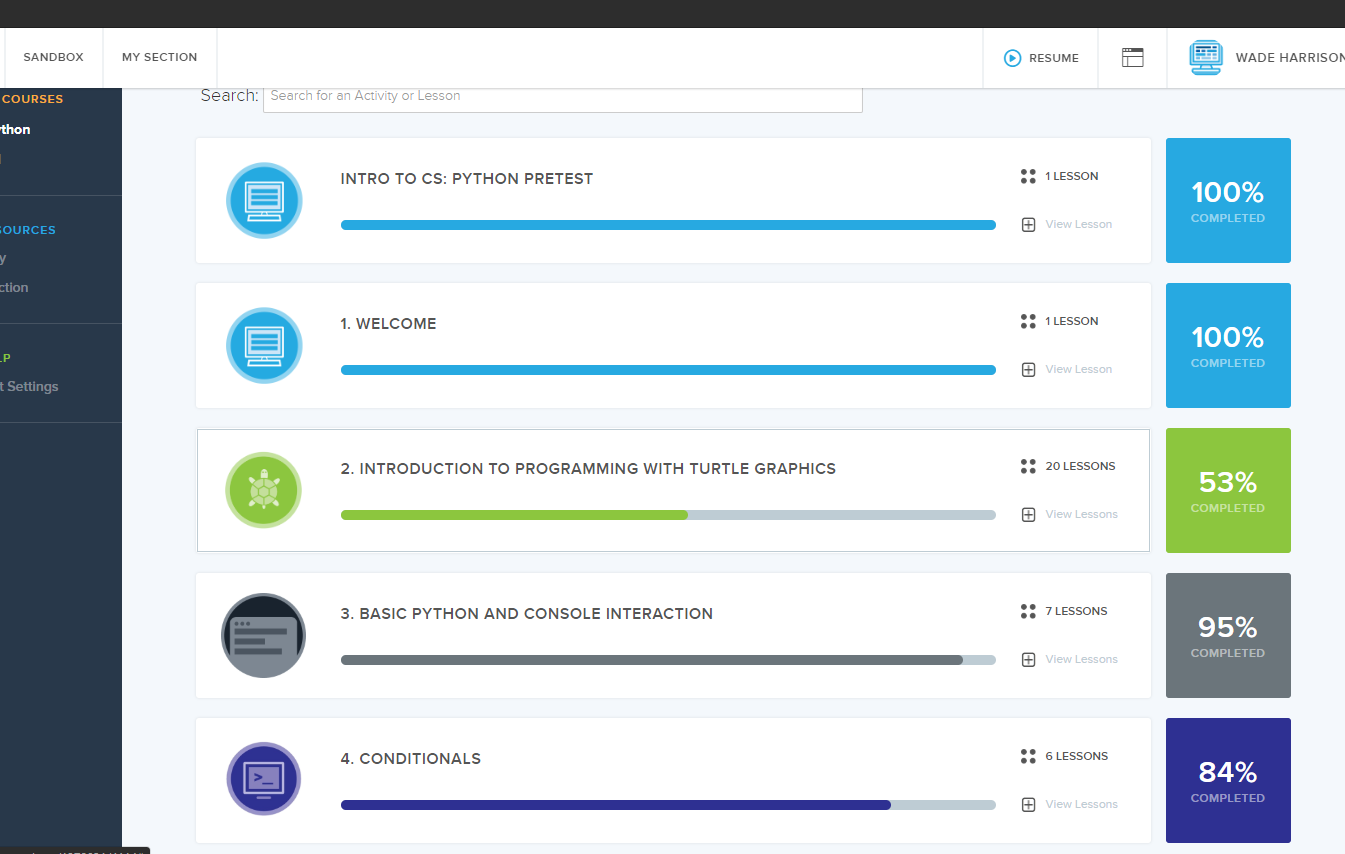 SANDBOX
MY SECTION
RESUME
WADE HARRISON
COURSES
Search: Search for an Activity or Lesson
thon
OURCES
y
ction
LP
t Settings
INTRO TO CS: PYTHON PRETEST
1 LESSON
View Lesson
100%
COMPLETED
1. WELCOME
1 LESSON
View Lesson
100%
COMPLETED
2. INTRODUCTION TO PROGRAMMING WITH TURTLE GRAPHICS
20 LESSONS
View Lessons
53%
COMPLETED
3. BASIC PYTHON AND CONSOLE INTERACTION
7 LESSONS
View Lessons
95%
COMPLETED
4. CONDITIONALS
6 LESSONS
View Lessons
84%
COMPLETED